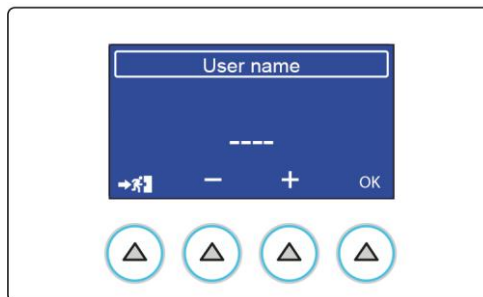 User name
----
− + OK